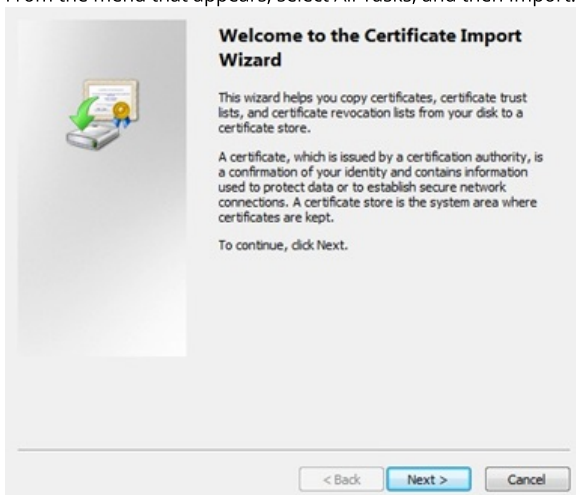 From the menu that appears, select All Tasks, and then Import.
Welcome to the Certificate Import
Wizard
This wizard helps you copy certificates, certificate trust
lists, and certificate revocation lists from your disk to a
certificate store.
A certificate, which is issued by a certification authority, is
a confirmation of your identity and contains information
used to protect data or to establish secure network
connections. A certificate store is the system area where
certificates are kept.
To continue, click Next.
< Back Next > Cancel